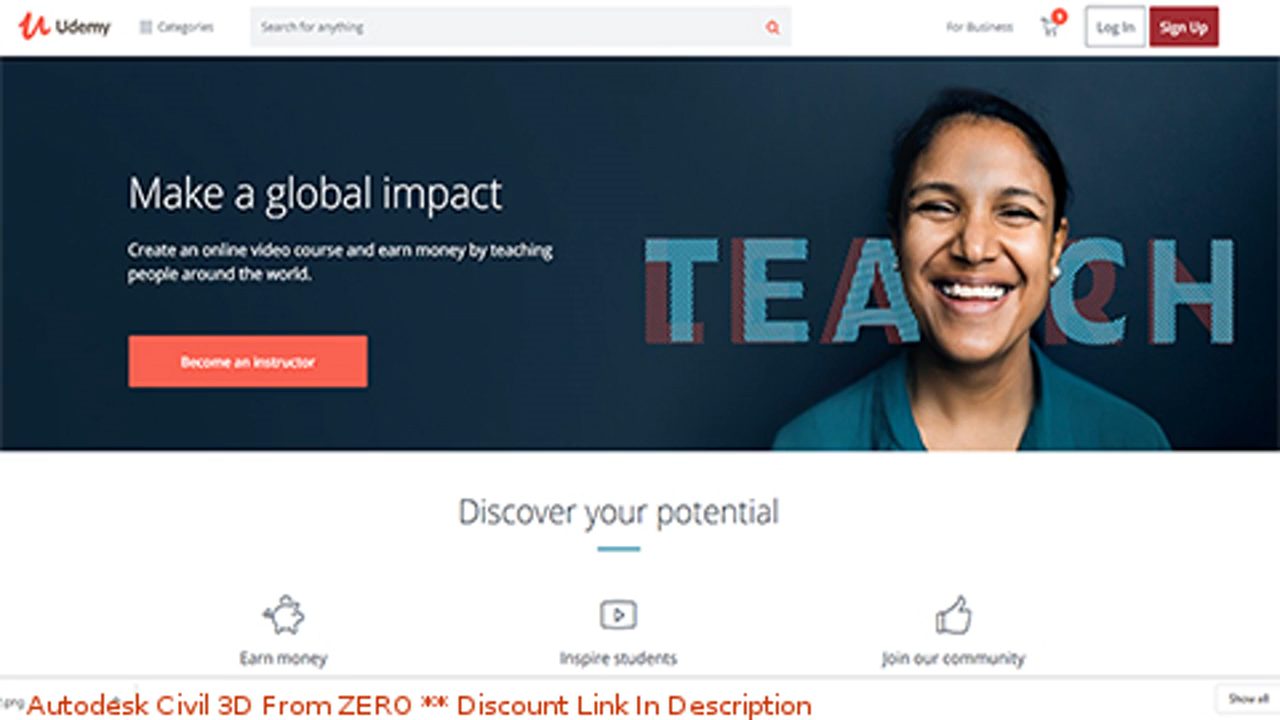 Udemy
Categories
Search for anything
For Business
Log In
Sign Up
Make a global impact
Create an online video course and earn money by teaching
people around the world.
TEACH
Become an instructor
Discover your potential
Earn money
Inspire students
Join our community
.png
Autodesk Civil 3D From ZERO ** Discount Link In Description
Show all